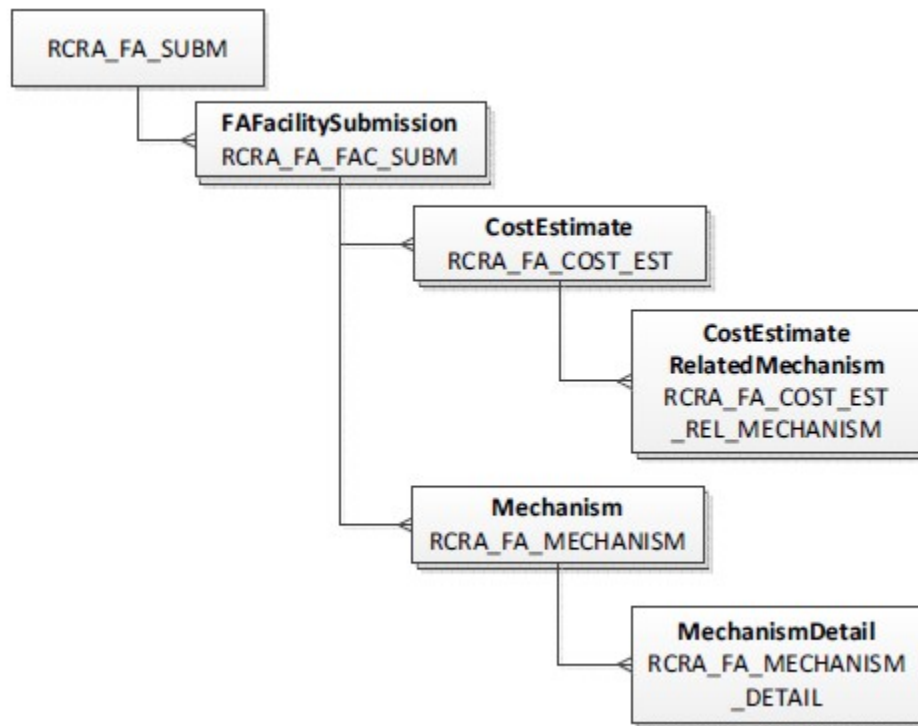 RCRA_FA_SUBM
FAFacilitySubmission
RCRA_FA_FAC_SUBM
CostEstimate
RCRA_FA_COST_EST
CostEstimate
RelatedMechanism
RCRA_FA_COST_EST
_REL_MECHANISM
Mechanism
RCRA_FA_MECHANISM
MechanismDetail
RCRA_FA_MECHANISM
_DETAIL